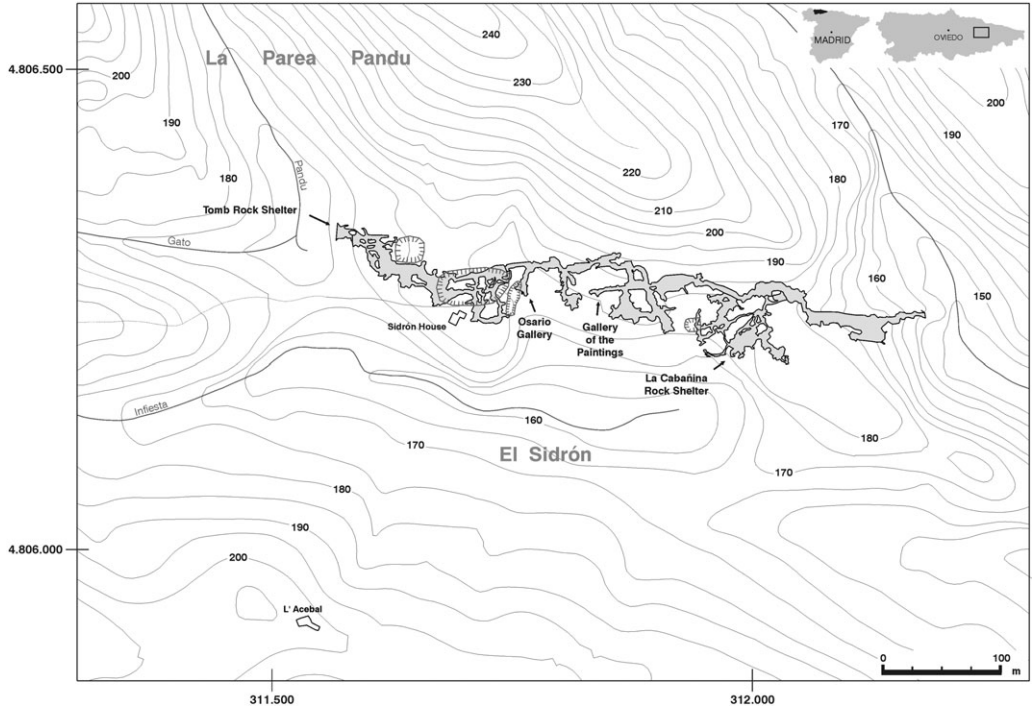 La Parea Pandu
MADRID
OVIEDO
4.806.500
240
200
230
200
190
170
190
180
220
180
Pandu
Tomb Rock Shelter
210
200
Gato
190
160
150
Sidrón House
Osario
Gallery
Gallery
of the
Paintings
La Cabañina
Rock Shelter
Infiesta
160
180
170
El Sidrón
170
180
190
4.806.000
200
L' Acebal
0 100
m
311.500
312.000